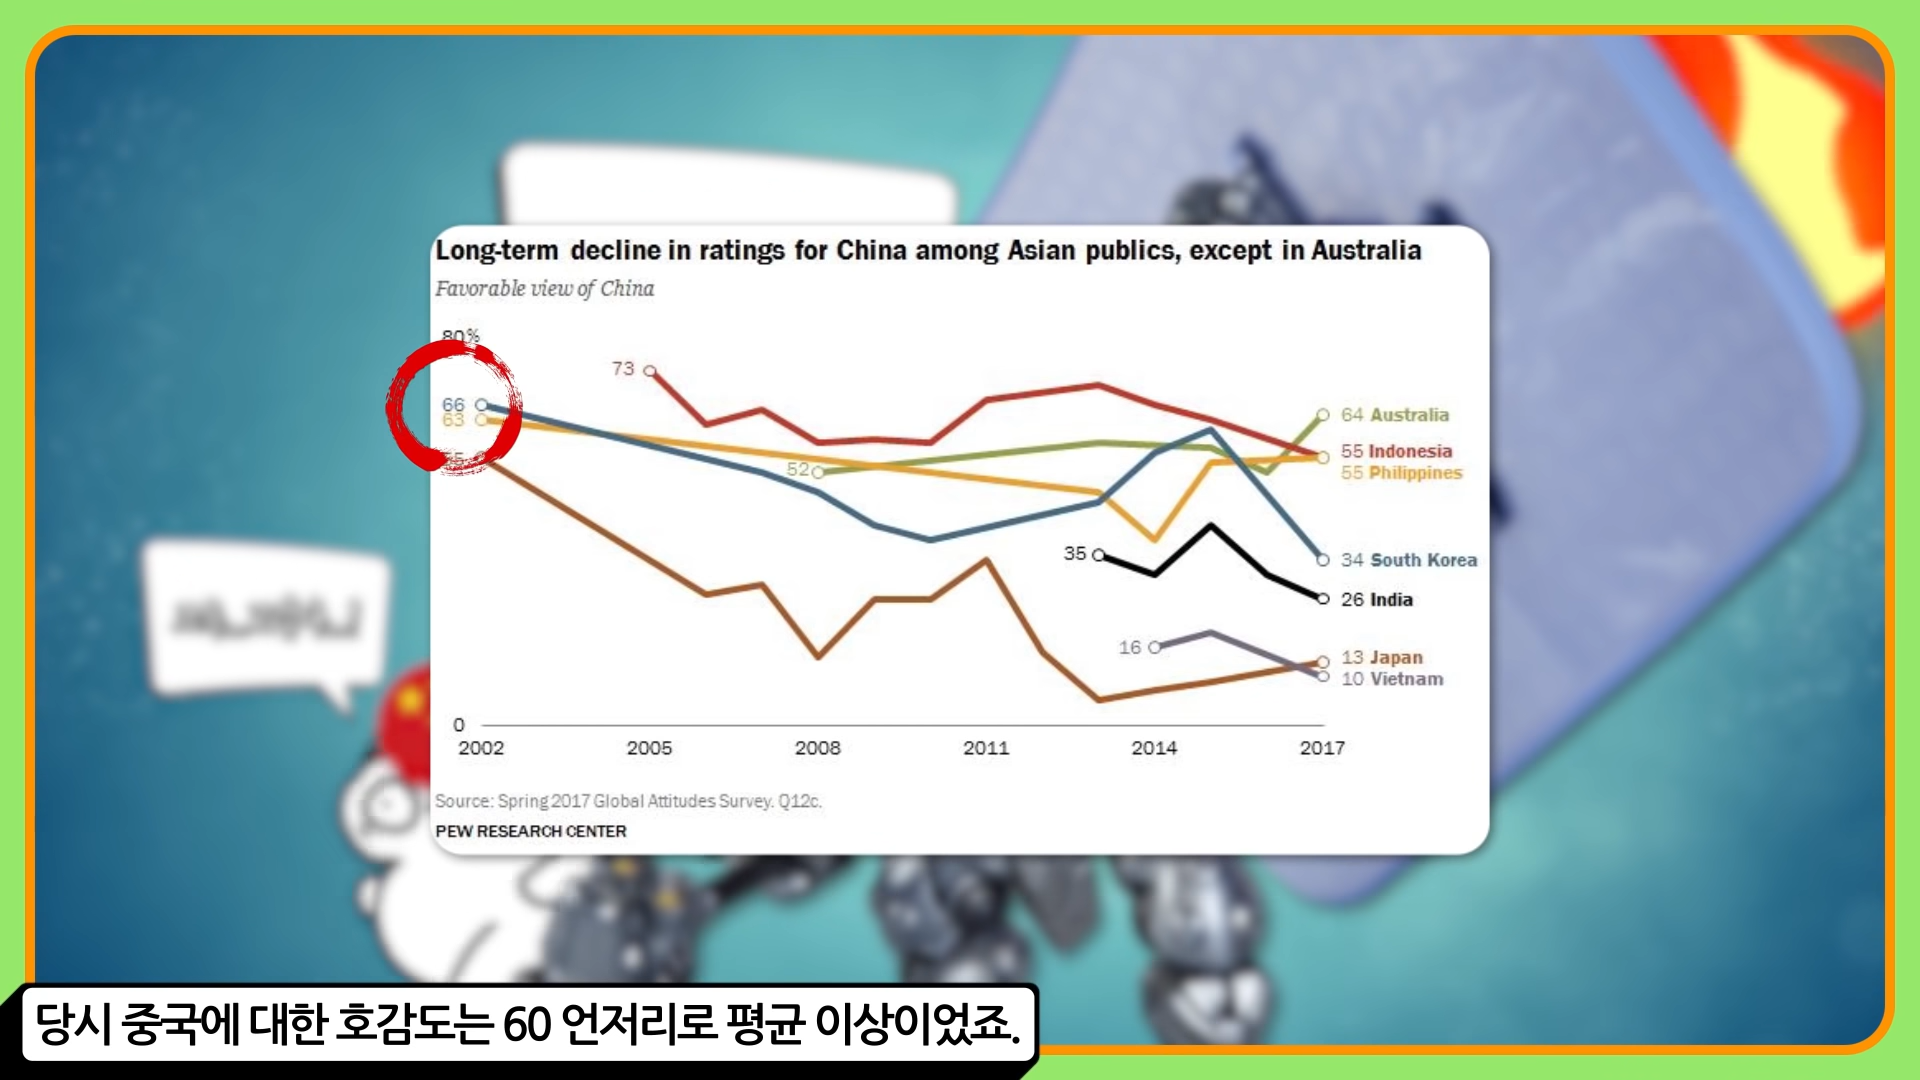 Long-term decline in ratings for China among Asian publics, except in Australia
Favorable view of China
80%
73
66
63
64 Australia
55 Indonesia
52
55 Philippines
35
34 South Korea
26 India
16
13 Japan
10 Vietnam
0
2002 2005 2008 2011 2014 2017
Source: Spring 2017 Global Attitudes Survey. Q12c.
PEW RESEARCH CENTER
당시 중국에 대한 호감도는 60 언저리로 평균 이상이었죠.